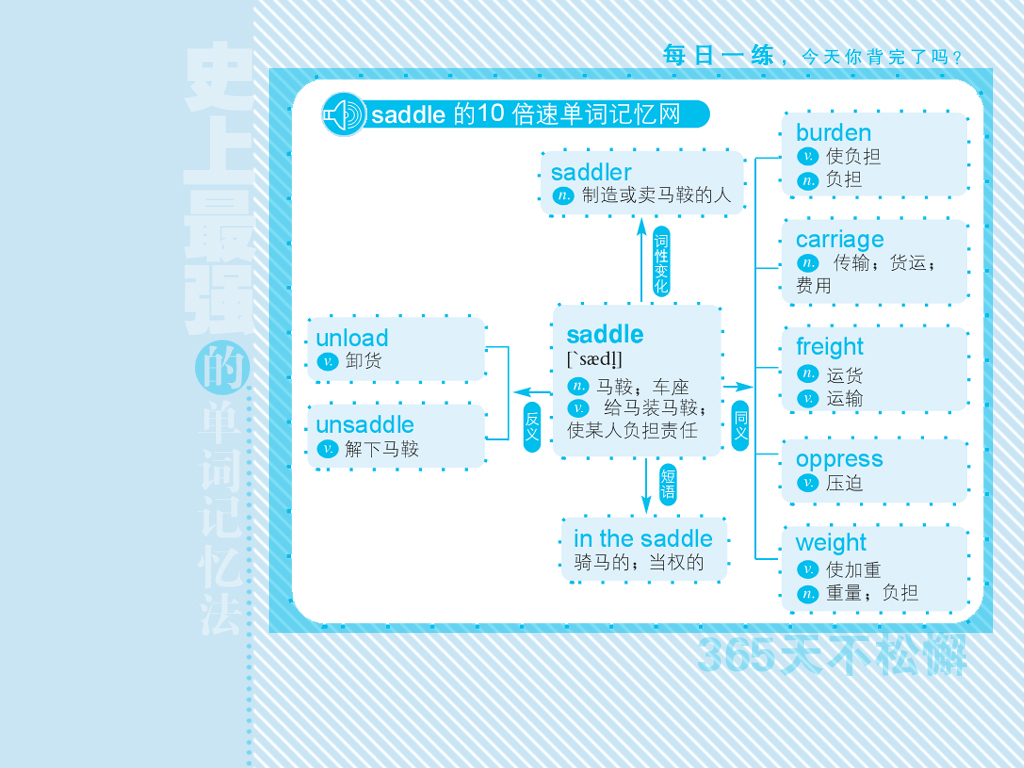 每日一练，今天你背完了吗？
史上最强的单词记忆法
saddle 的10 倍速单词记忆网
saddler
n. 制造或卖马鞍的人
词性变化
saddle
[`sædl̩]
n. 马鞍；车座
v. 给马装马鞍；
使某人负担责任
反义
unload
v. 卸货
unsaddle
v. 解下马鞍
短语
in the saddle
骑马的；当权的
同义
burden
v. 使负担
n. 负担
carriage
n. 传输；货运；
费用
freight
n. 运货
v. 运输
oppress
v. 压迫
weight
v. 使加重
n. 重量；负担
365天不松懈